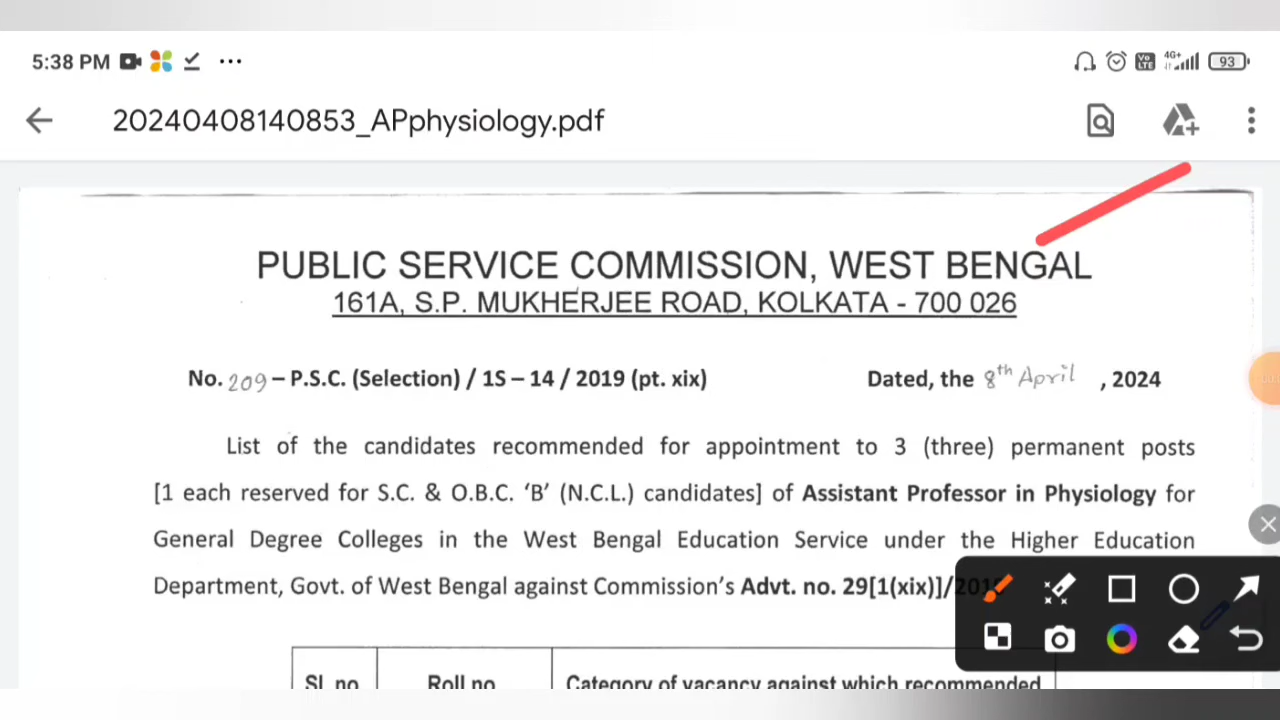 5:38 PM ... 4G+ Vo LTE 93
20240408140853_APphysiology.pdf
PUBLIC SERVICE COMMISSION, WEST BENGAL
161A, S.P. MUKHERJEE ROAD, KOLKATA - 700 026
No. 209 – P.S.C. (Selection) / 1S – 14 / 2019 (pt. xix) Dated, the 8th April , 2024
List of the candidates recommended for appointment to 3 (three) permanent posts
[1 each reserved for S.C. & O.B.C. ‘B’ (N.C.L.) candidates] of Assistant Professor in Physiology for
General Degree Colleges in the West Bengal Education Service under the Higher Education
Department, Govt. of West Bengal against Commission’s Advt. no. 29[1(xix)]/
Sl. no Roll no Category of vacancy against which recommended